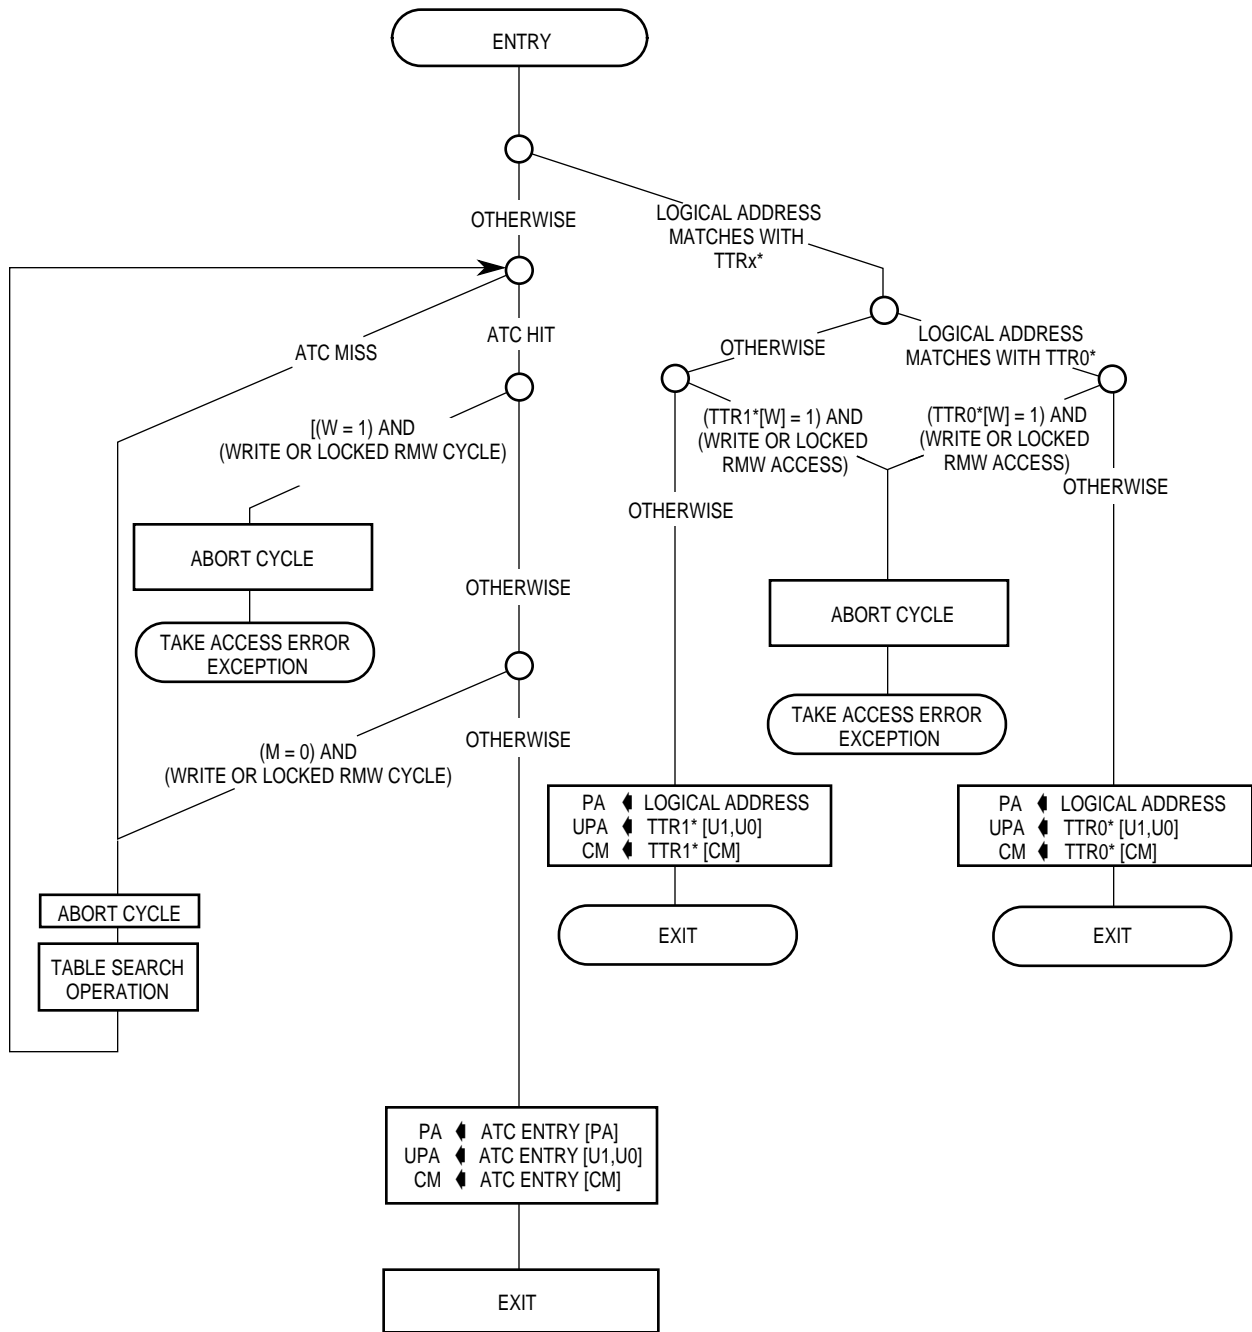 ENTRY
OTHERWISE
LOGICAL ADDRESS
MATCHES WITH
TTRx*
ATC MISS
ATC HIT
OTHERWISE
LOGICAL ADDRESS
MATCHES WITH TTR0*
[(W = 1) AND
(WRITE OR LOCKED RMW CYCLE)
(TTR1*[W] = 1) AND
(WRITE OR LOCKED
RMW ACCESS)
(TTR0*[W] = 1) AND
(WRITE OR LOCKED
RMW ACCESS)
OTHERWISE
OTHERWISE
ABORT CYCLE
OTHERWISE
ABORT CYCLE
TAKE ACCESS ERROR
EXCEPTION
TAKE ACCESS ERROR
EXCEPTION
(M = 0) AND
(WRITE OR LOCKED RMW CYCLE)
OTHERWISE
PA LOGICAL ADDRESS
UPA TTR1* [U1,U0]
CM TTR1* [CM]
PA LOGICAL ADDRESS
UPA TTR0* [U1,U0]
CM TTR0* [CM]
ABORT CYCLE
TABLE SEARCH
OPERATION
EXIT
EXIT
PA ATC ENTRY [PA]
UPA ATC ENTRY [U1,U0]
CM ATC ENTRY [CM]
EXIT